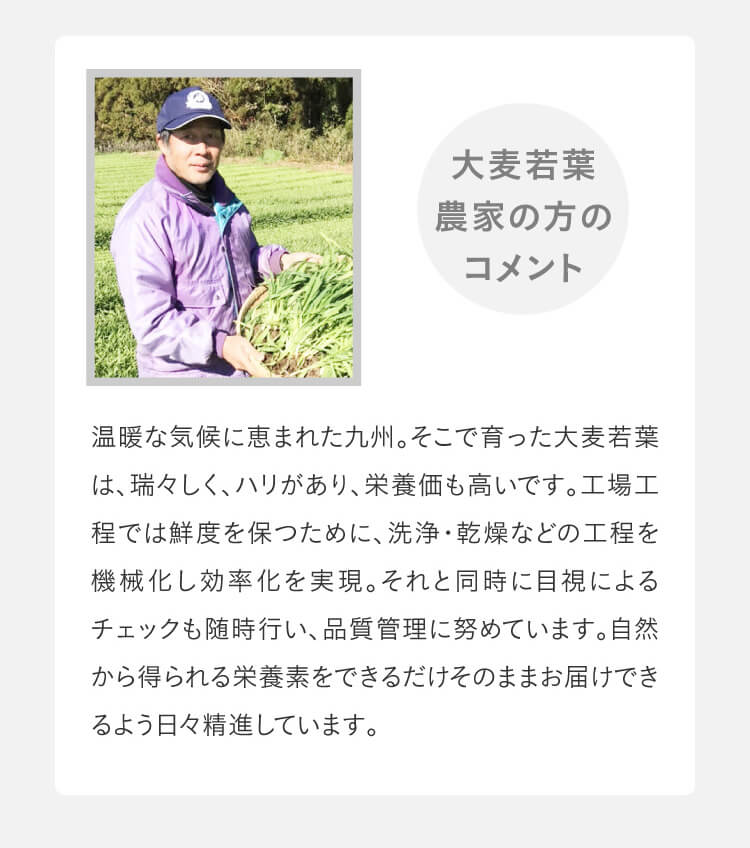 大麦若葉
農家の方の
コメント
温暖な気候に恵まれた九州。そこで育った大麦若葉
は、瑞々しく、ハリがあり、栄養価も高いです。工場工
程では鮮度を保つために、洗浄・乾燥などの工程を
機械化し効率化を実現。それと同時に目視による
チェックも随時行い、品質管理に努めています。自然
から得られる栄養素をできるだけそのままお届けでき
るよう日々精進しています。